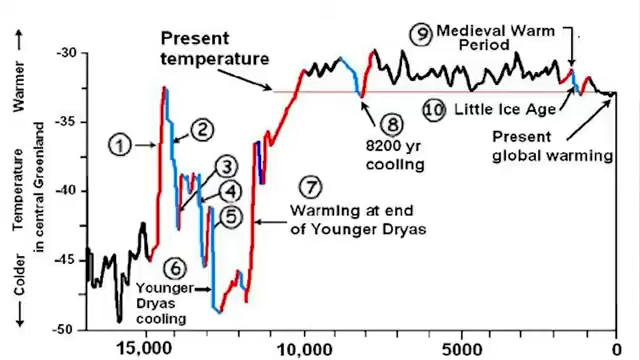 Present
temperature
⑨ Medieval Warm
Period
⑩ Little Ice Age
⑧
8200 yr
cooling
Present
global warming
①
②
③
④
⑤
⑥
Younger
Dryas
cooling
⑦
Warming at end
of Younger Dryas
← Colder Temperature Warmer →
in central Greenland
-30
-35
-40
-45
-50
15,000
10,000
5000
0